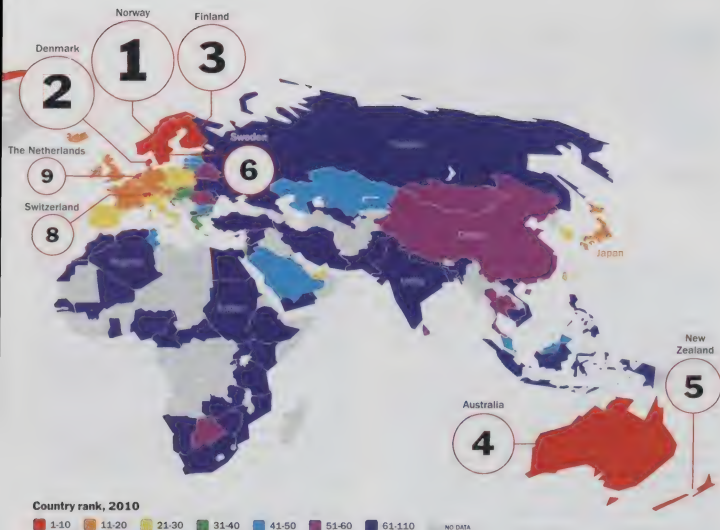 Norway
1
Finland
3
Denmark
2
Sweden
6
The Netherlands
9
Switzerland
8
China
India
Japan
New
Zealand
5
Australia
4
Country rank, 2010
1-10 11-20 21-30 31-40 41-50 51-60 61-110 NO DATA